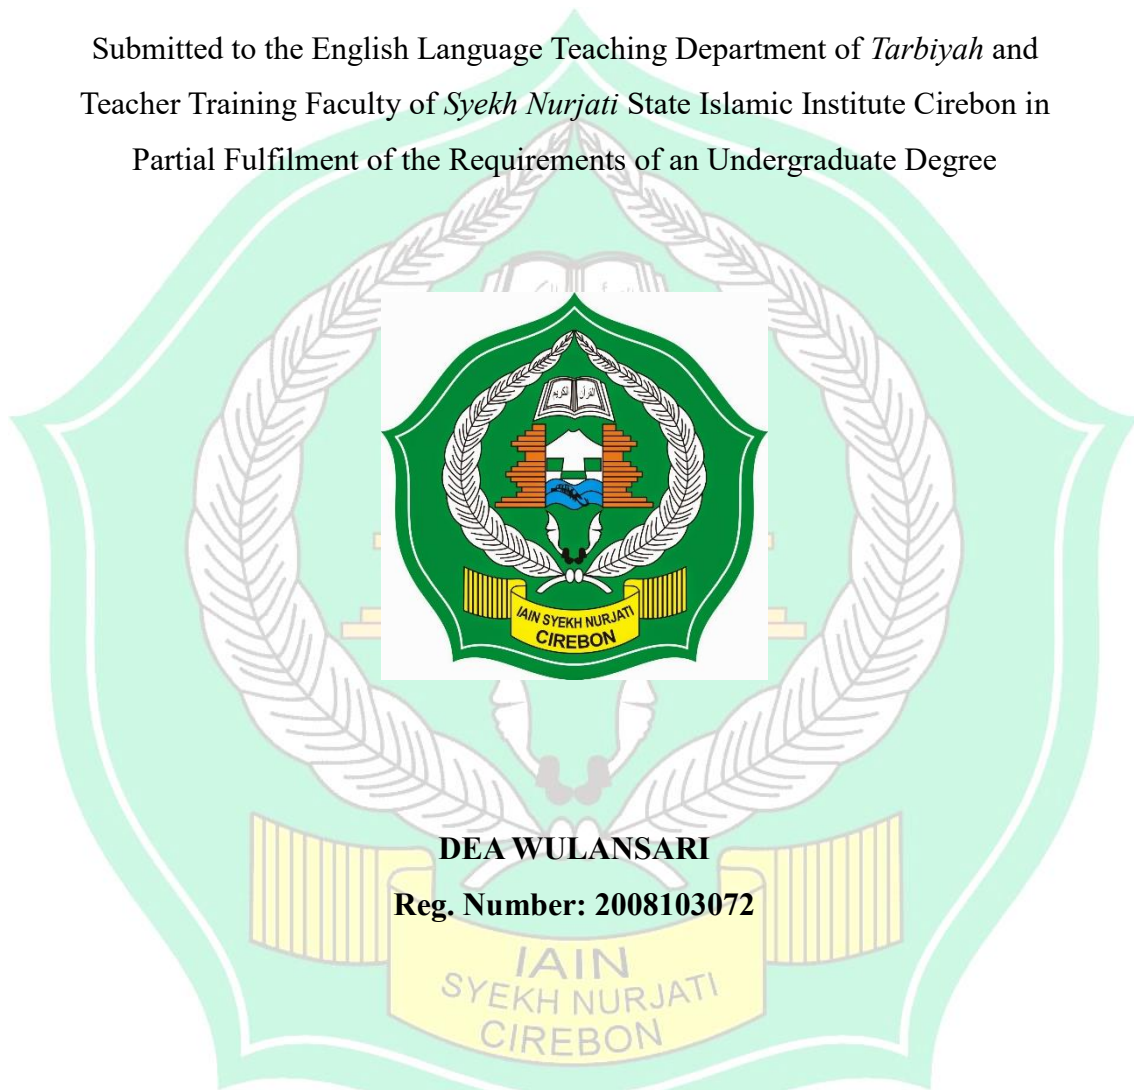 Submitted to the English Language Teaching Department of Tarbiyah and
Teacher Training Faculty of Syekh Nurjati State Islamic Institute Cirebon in
Partial Fulfilment of the Requirements of an Undergraduate Degree
القرآن الكريم
IAIN SYEKH NURJATI
CIREBON
DEA WULANSARI
Reg. Number: 2008103072
IAIN
SYEKH NURJATI
CIREBON